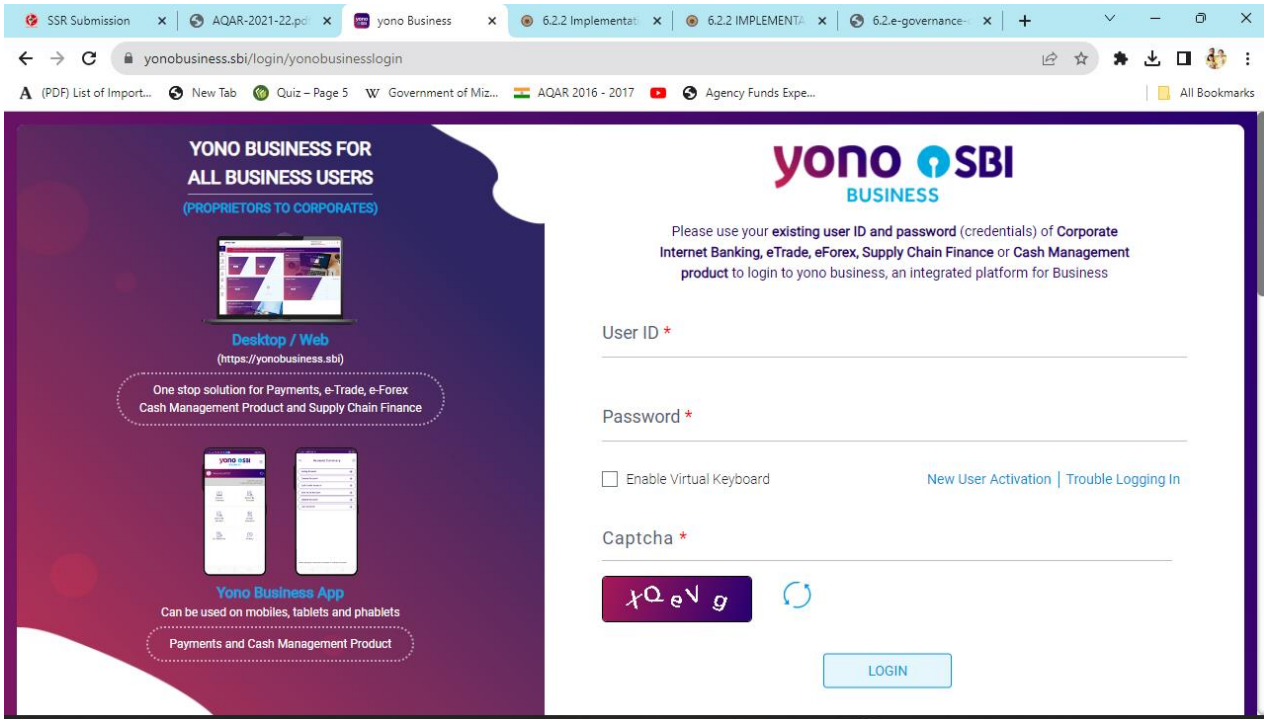 SSR Submission
AQAR-2021-22.pd
yono Business
6.2.2 Implementati
6.2.2 IMPLEMENTA
6.2.e-governance-
yonobusiness.sbi/login/yonobusinesslogin
(PDF) List of Import...
New Tab
Quiz – Page 5
Government of Miz...
AQAR 2016 - 2017
Agency Funds Expe...
All Bookmarks
YONO BUSINESS FOR
ALL BUSINESS USERS
(PROPRIETORS TO CORPORATES)
Desktop / Web
(https://yonobusiness.sbi)
One stop solution for Payments, e-Trade, e-Forex
Cash Management Product and Supply Chain Finance
yono SBI
Yono Business App
Can be used on mobiles, tablets and phablets
Payments and Cash Management Product
yono SBI
BUSINESS
Please use your existing user ID and password (credentials) of Corporate
Internet Banking, eTrade, eForex, Supply Chain Finance or Cash Management
product to login to yono business, an integrated platform for Business
User ID *
Password *
Enable Virtual Keyboard
New User Activation | Trouble Logging In
Captcha *
XQeVg
LOGIN